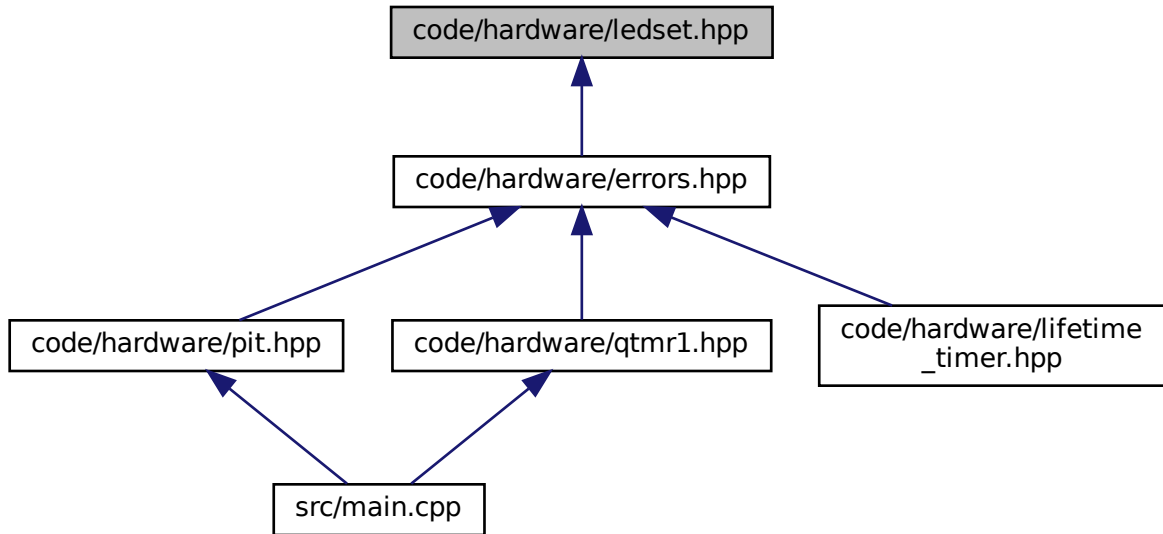 code/hardware/ledset.hpp
code/hardware/errors.hpp
code/hardware/pit.hpp
code/hardware/qtmr1.hpp
code/hardware/lifetime
_timer.hpp
src/main.cpp